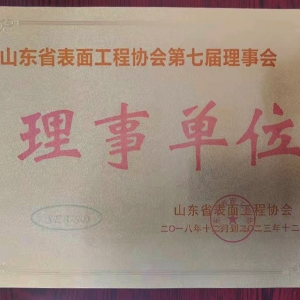 山东省表面工程协会第七届理事会
理事单位
山东省表面工程协会
二〇一八年十二月到二〇二三年十二